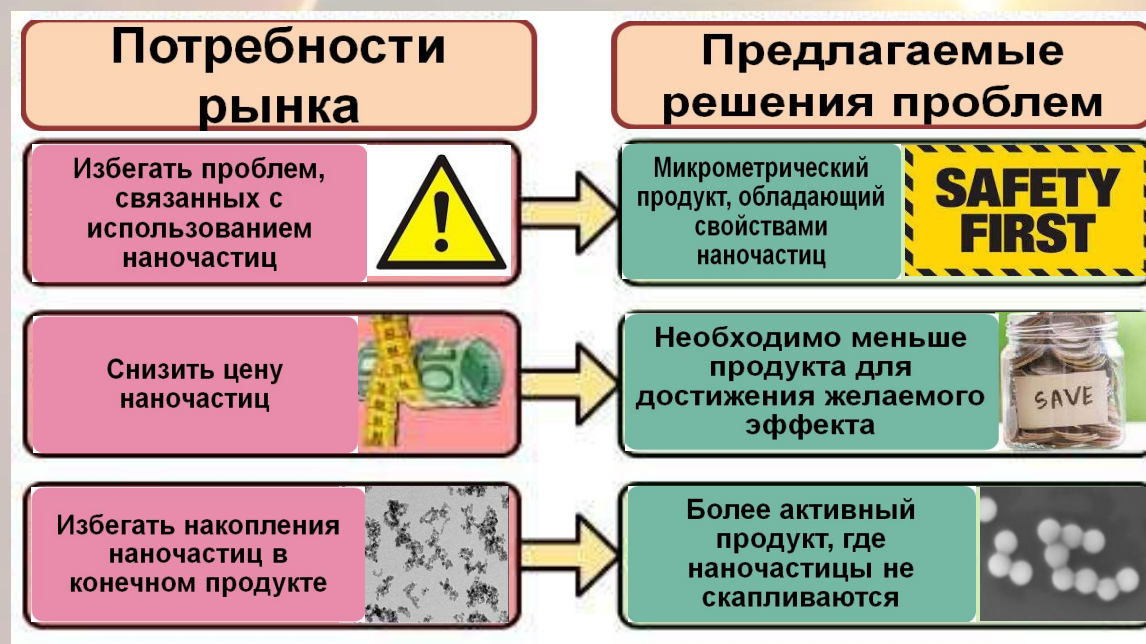 Потребности
рынка
Предлагаемые
решения проблем
Избегать проблем,
связанных с
использованием
наночастиц
Микрометрический
продукт, обладающий
свойствами
наночастиц
SAFETY
FIRST
Снизить цену
наночастиц
Необходимо меньше
продукта для
достижения желаемого
эффекта
SAVE
Избегать накопления
наночастиц в
конечном продукте
Более активный
продукт, где
наночастицы не
скапливаются